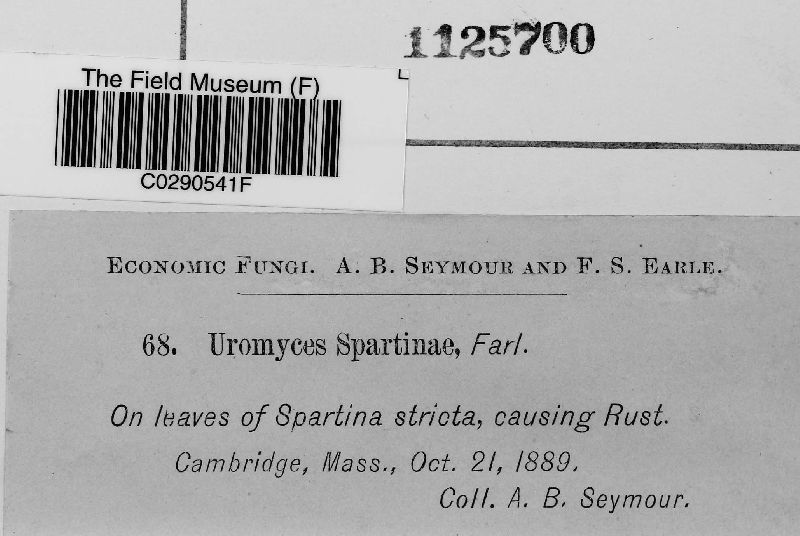 1125700
The Field Museum (F)
C0290541F
Economic Fungi. A. B. Seymour and F. S. Earle.
68. Uromyces Spartinae, Farl.
On leaves of Spartina stricta, causing Rust.
Cambridge, Mass., Oct. 21, 1889.
Coll. A. B. Seymour.